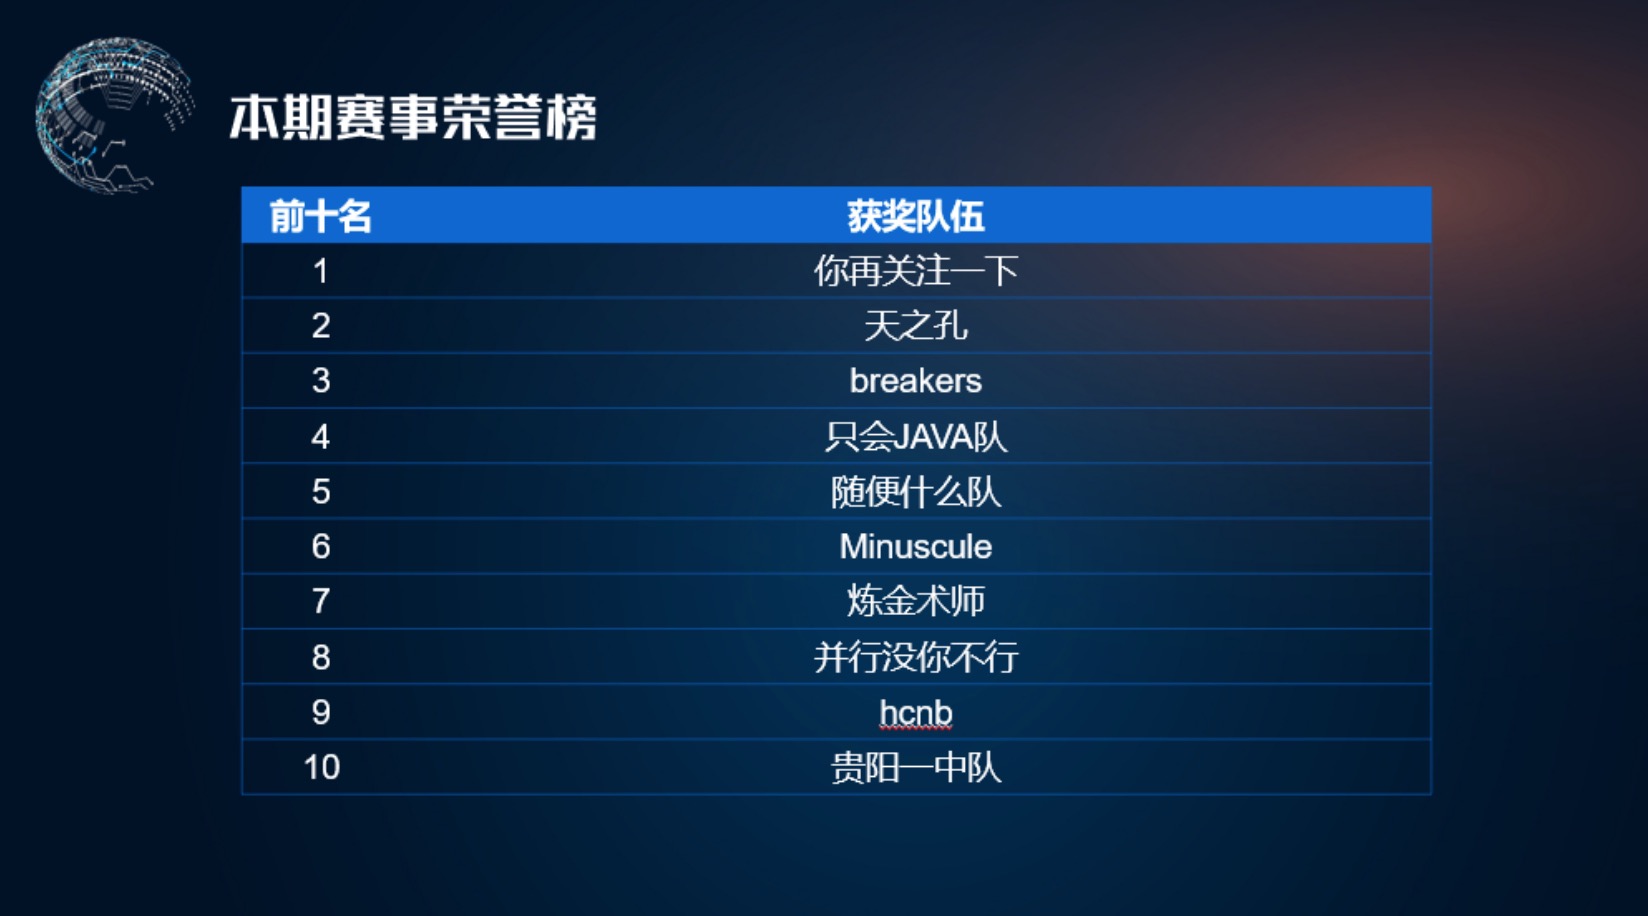 本期赛事荣誉榜
前十名 获奖队伍
1 你再关注一下
2 天之孔
3 breakers
4 只会JAVA队
5 随便什么队
6 Minuscule
7 炼金术师
8 并行没你不行
9 hcnb
10 贵阳一中队